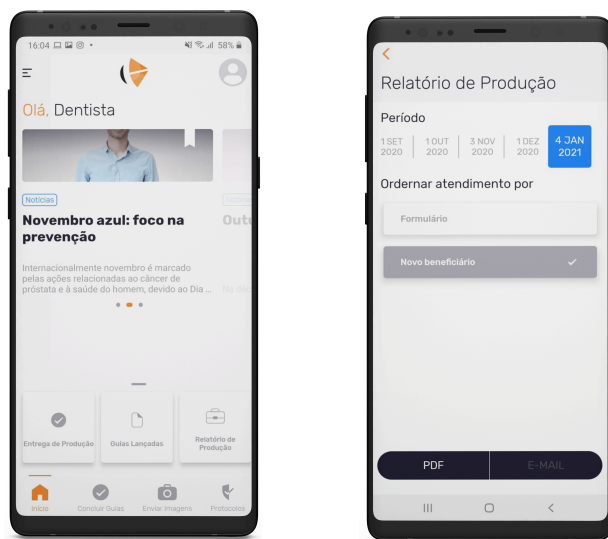 16:04
58%
Olá, Dentista
Notícias
Novembro azul: foco na
prevenção
Outu
Internacionalmente novembro é marcado
pelas ações relacionadas ao câncer de
próstata e à saúde do homem, devido ao Dia ...
Entrega de Produção
Guias Lançadas
Relatório de
Produção
Início
Concluir Guias
Enviar Imagens
Protocolos
Relatório de Produção
Período
1 SET
2020
1 OUT
2020
3 NOV
2020
1 DEZ
2020
4 JAN
2021
Ordernar atendimento por
Formulário
Novo beneficiário
PDF
E-MAIL